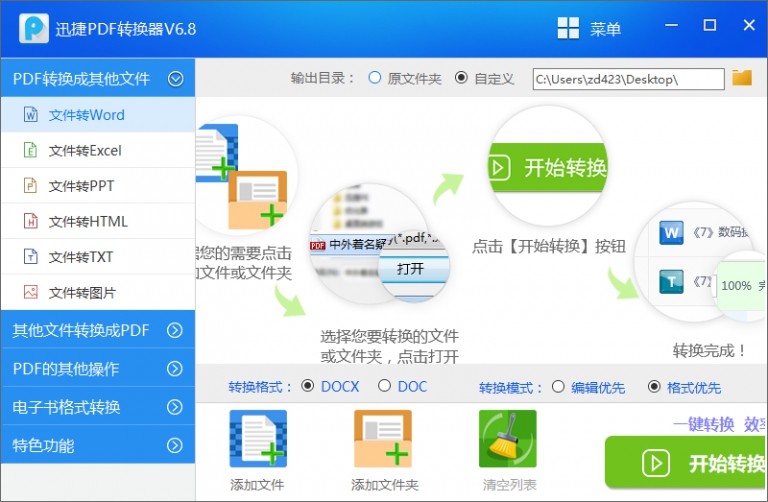 迅捷PDF转换器V6.8
菜单
PDF转换成其他文件
输出目录：
原文件夹
自定义
C:\Users\zd423\Desktop\
文件转Word
文件转Excel
文件转PPT
文件转HTML
文件转TXT
文件转图片
其他文件转换成PDF
PDF的其他操作
电子书格式转换
特色功能
您的需要点击
加文件或文件夹
PDF 中外着名
(*.pdf,*.
打开
选择您要转换的文件
或文件夹，点击打开
开始转换
点击【开始转换】按钮
W 《7》数码
T 《7》
100%
转换完成！
转换格式：
DOCX
DOC
转换模式：
编辑优先
格式优先
添加文件
添加文件夹
清空列表
一键转换 效
开始转换